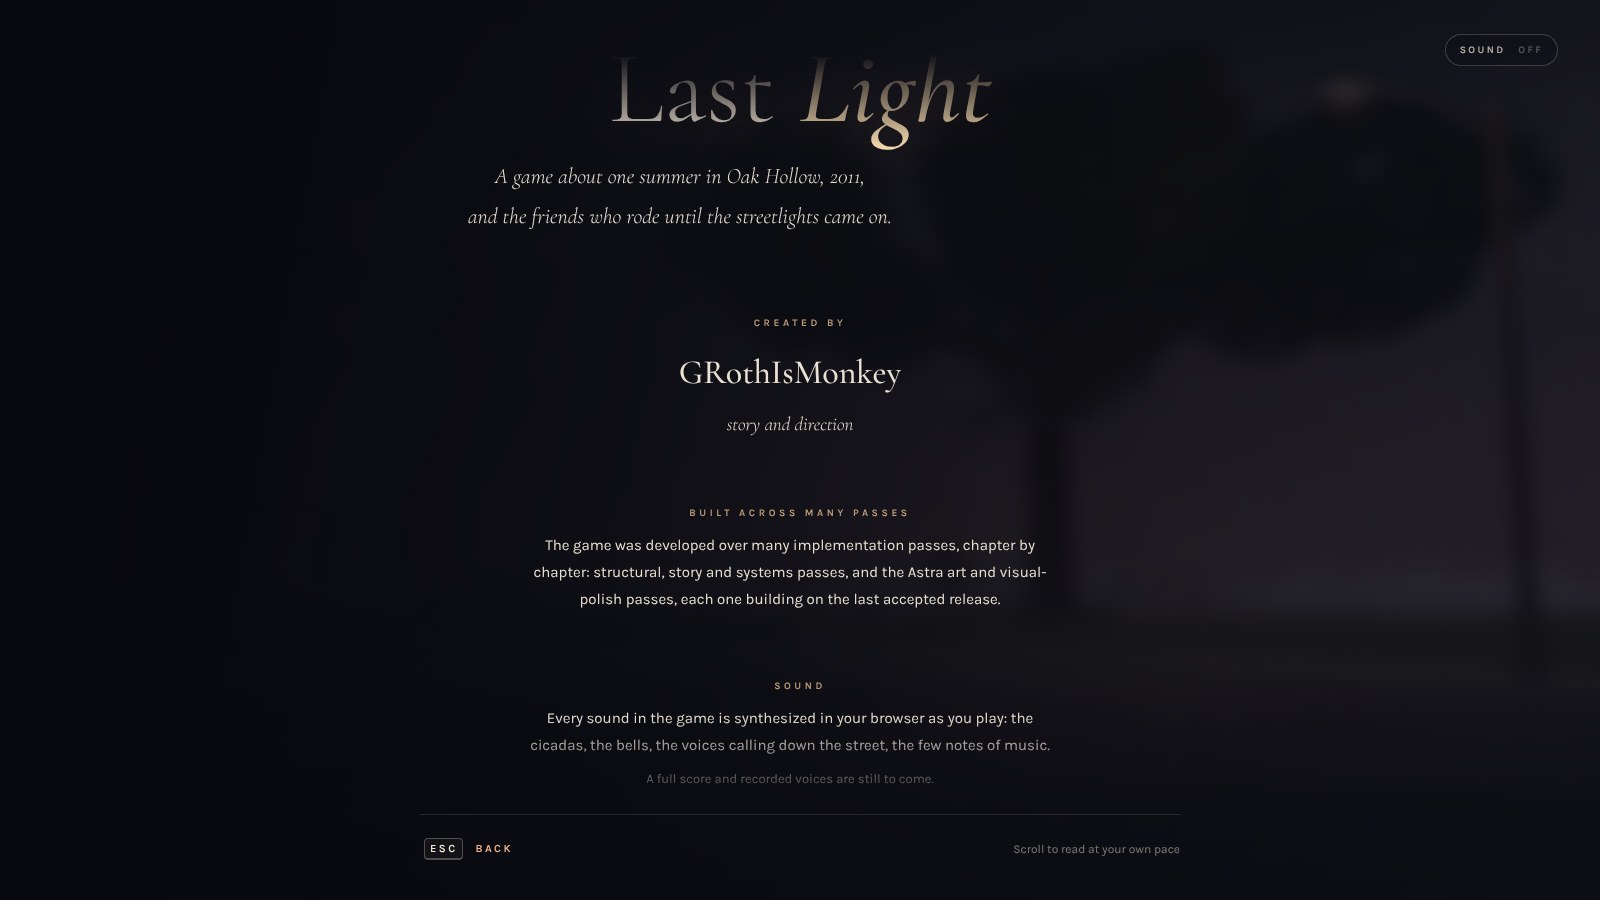 SOUND OFF
Last Light
A game about one summer in Oak Hollow, 2011,
and the friends who rode until the streetlights came on.
CREATED BY
GRothIsMonkey
story and direction
BUILT ACROSS MANY PASSES
The game was developed over many implementation passes, chapter by
chapter: structural, story and systems passes, and the Astra art and visual-
polish passes, each one building on the last accepted release.
SOUND
Every sound in the game is synthesized in your browser as you play: the
cicadas, the bells, the voices calling down the street, the few notes of music.
A full score and recorded voices are still to come.
ESC BACK
Scroll to read at your own pace